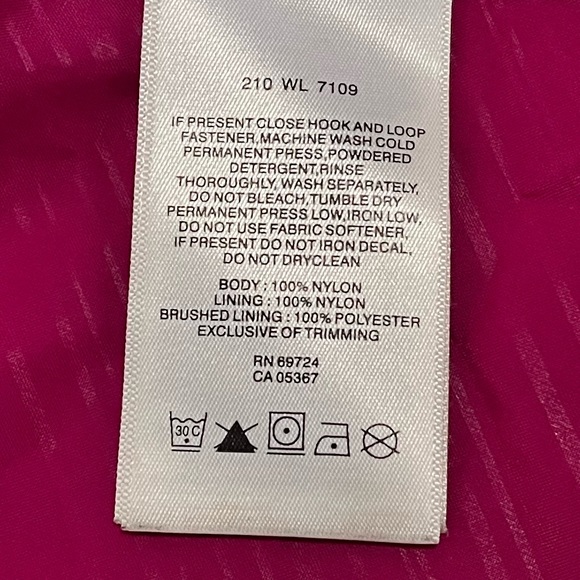 210 WL 7109
IF PRESENT CLOSE HOOK AND LOOP
FASTENER,MACHINE WASH COLD
PERMANENT PRESS,POWDERED
DETERGENT,RINSE
THOROUGHLY,WASH SEPARATELY,
DO NOT BLEACH,TUMBLE DRY
PERMANENT PRESS LOW,IRON LOW,
DO NOT USE FABRIC SOFTENER,
IF PRESENT DO NOT IRON DECAL,
DO NOT DRYCLEAN
BODY : 100% NYLON
LINING : 100% NYLON
BRUSHED LINING : 100% POLYESTER
EXCLUSIVE OF TRIMMING
RN 69724
CA 05367
30 C